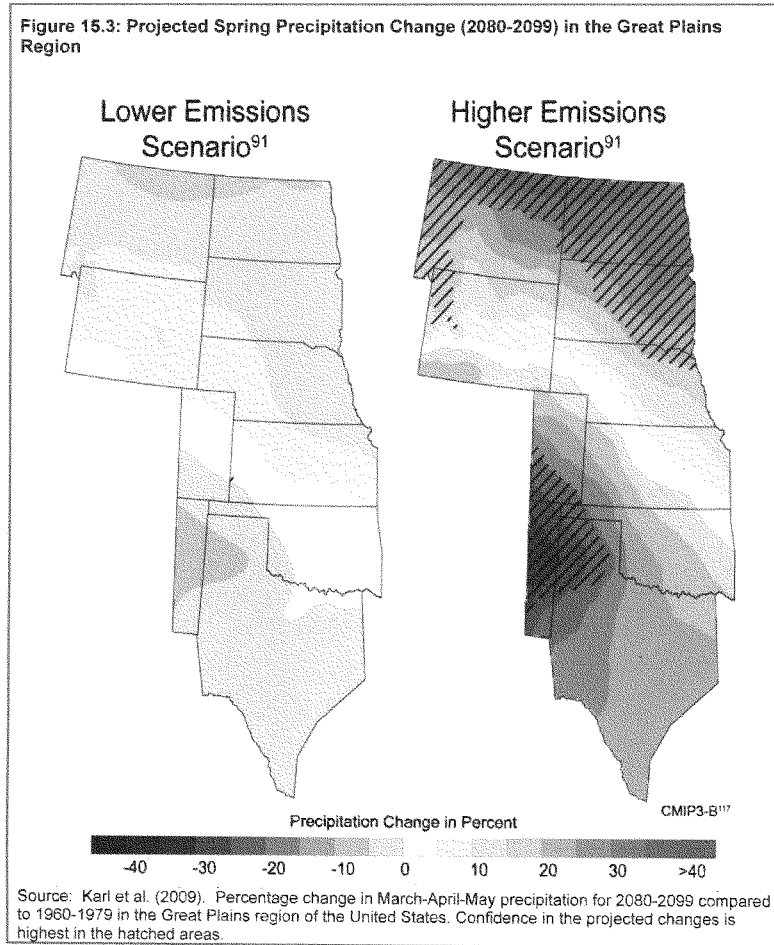 Figure 15.3: Projected Spring Precipitation Change (2080-2099) in the Great Plains
Region
Lower Emissions
Scenario91
Higher Emissions
Scenario91
CMIP3-B117
Precipitation Change in Percent
-40 -30 -20 -10 0 10 20 30 >40
Source: Karl et al. (2009). Percentage change in March-April-May precipitation for 2080-2099 compared
to 1960-1979 in the Great Plains region of the United States. Confidence in the projected changes is
highest in the hatched areas.